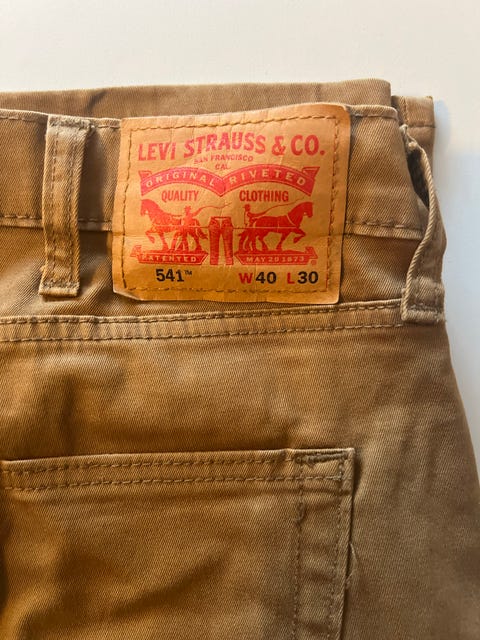 LEVI STRAUSS & CO.
SAN FRANCISCO
CAL.
ORIGINAL RIVETED
QUALITY CLOTHING
PATENTED MAY 20 1873
541™ W40 L30